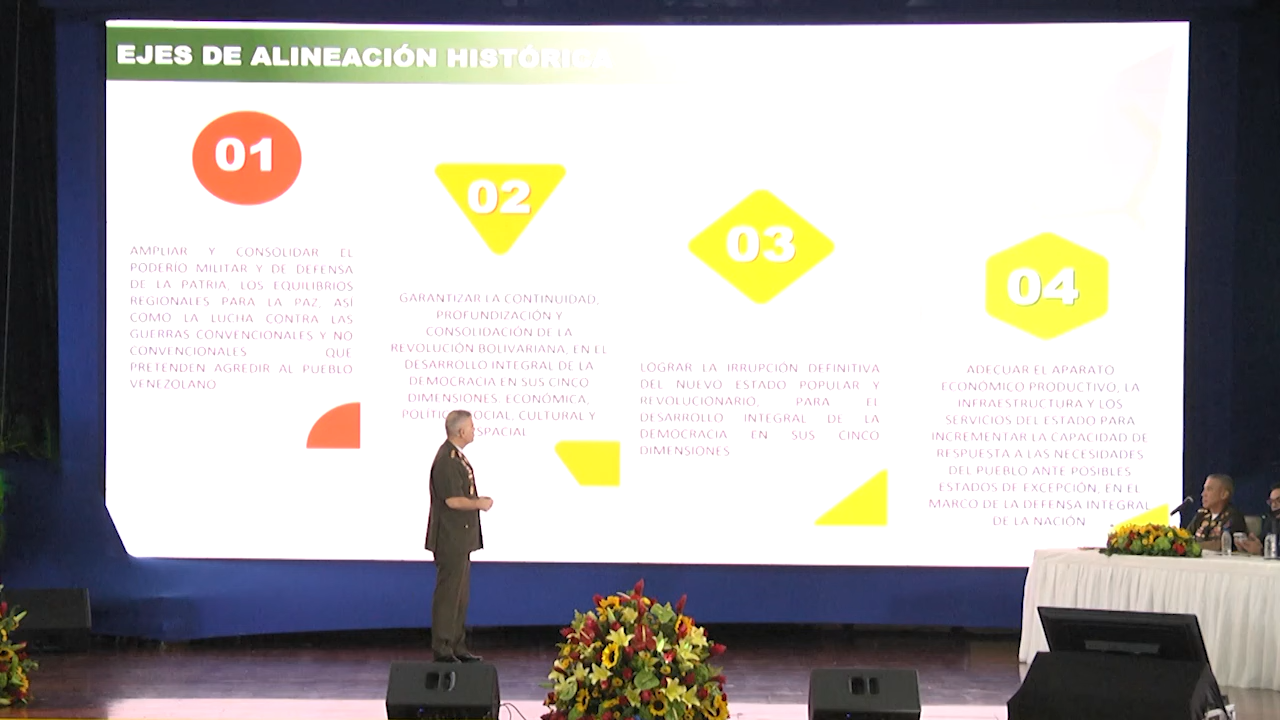 EJES DE ALINEACIÓN HISTÓRICA
01
AMPLIAR Y CONSOLIDAR EL
PODERIO MILITAR Y DE DEFENSA
DE LA PATRIA, LOS EQUILIBRIOS
REGIONALES PARA LA PAZ, ASÍ
COMO LA LUCHA CONTRA LAS
GUERRAS CONVENCIONALES Y NO
CONVENCIONALES QUE
PRETENDEN AGREDIR AL PUEBLO
VENEZOLANO
02
GARANTIZAR LA CONTINUIDAD,
PROFUNDIZACIÓN Y
CONSOLIDACIÓN DE LA
REVOLUCIÓN BOLIVARIANA, EN EL
DESARROLLO INTEGRAL DE LA
DEMOCRACIA EN SUS CINCO
DIMENSIONES. ECONÓMICA,
SOCIAL, CULTURAL Y
03
LOGRAR LA IRRUPCIÓN DEFINITIVA
DEL NUEVO ESTADO POPULAR Y
REVOLUCIONARIO, PARA EL
DESARROLLO INTEGRAL DE LA
DEMOCRACIA EN SUS CINCO
DIMENSIONES
04
ADECUAR EL APARATO
ECONÓMICO PRODUCTIVO, LA
INFRAESTRUCTURA Y LOS
SERVICIOS DEL ESTADO PARA
INCREMENTAR LA CAPACIDAD DE
RESPUESTA A LAS NECESIDADES
DEL PUEBLO ANTE POSIBLES
ESTADOS DE EXCEPCIÓN, EN EL
MARCO DE LA DEFENSA INTEGRAL
DE LA NACIÓN